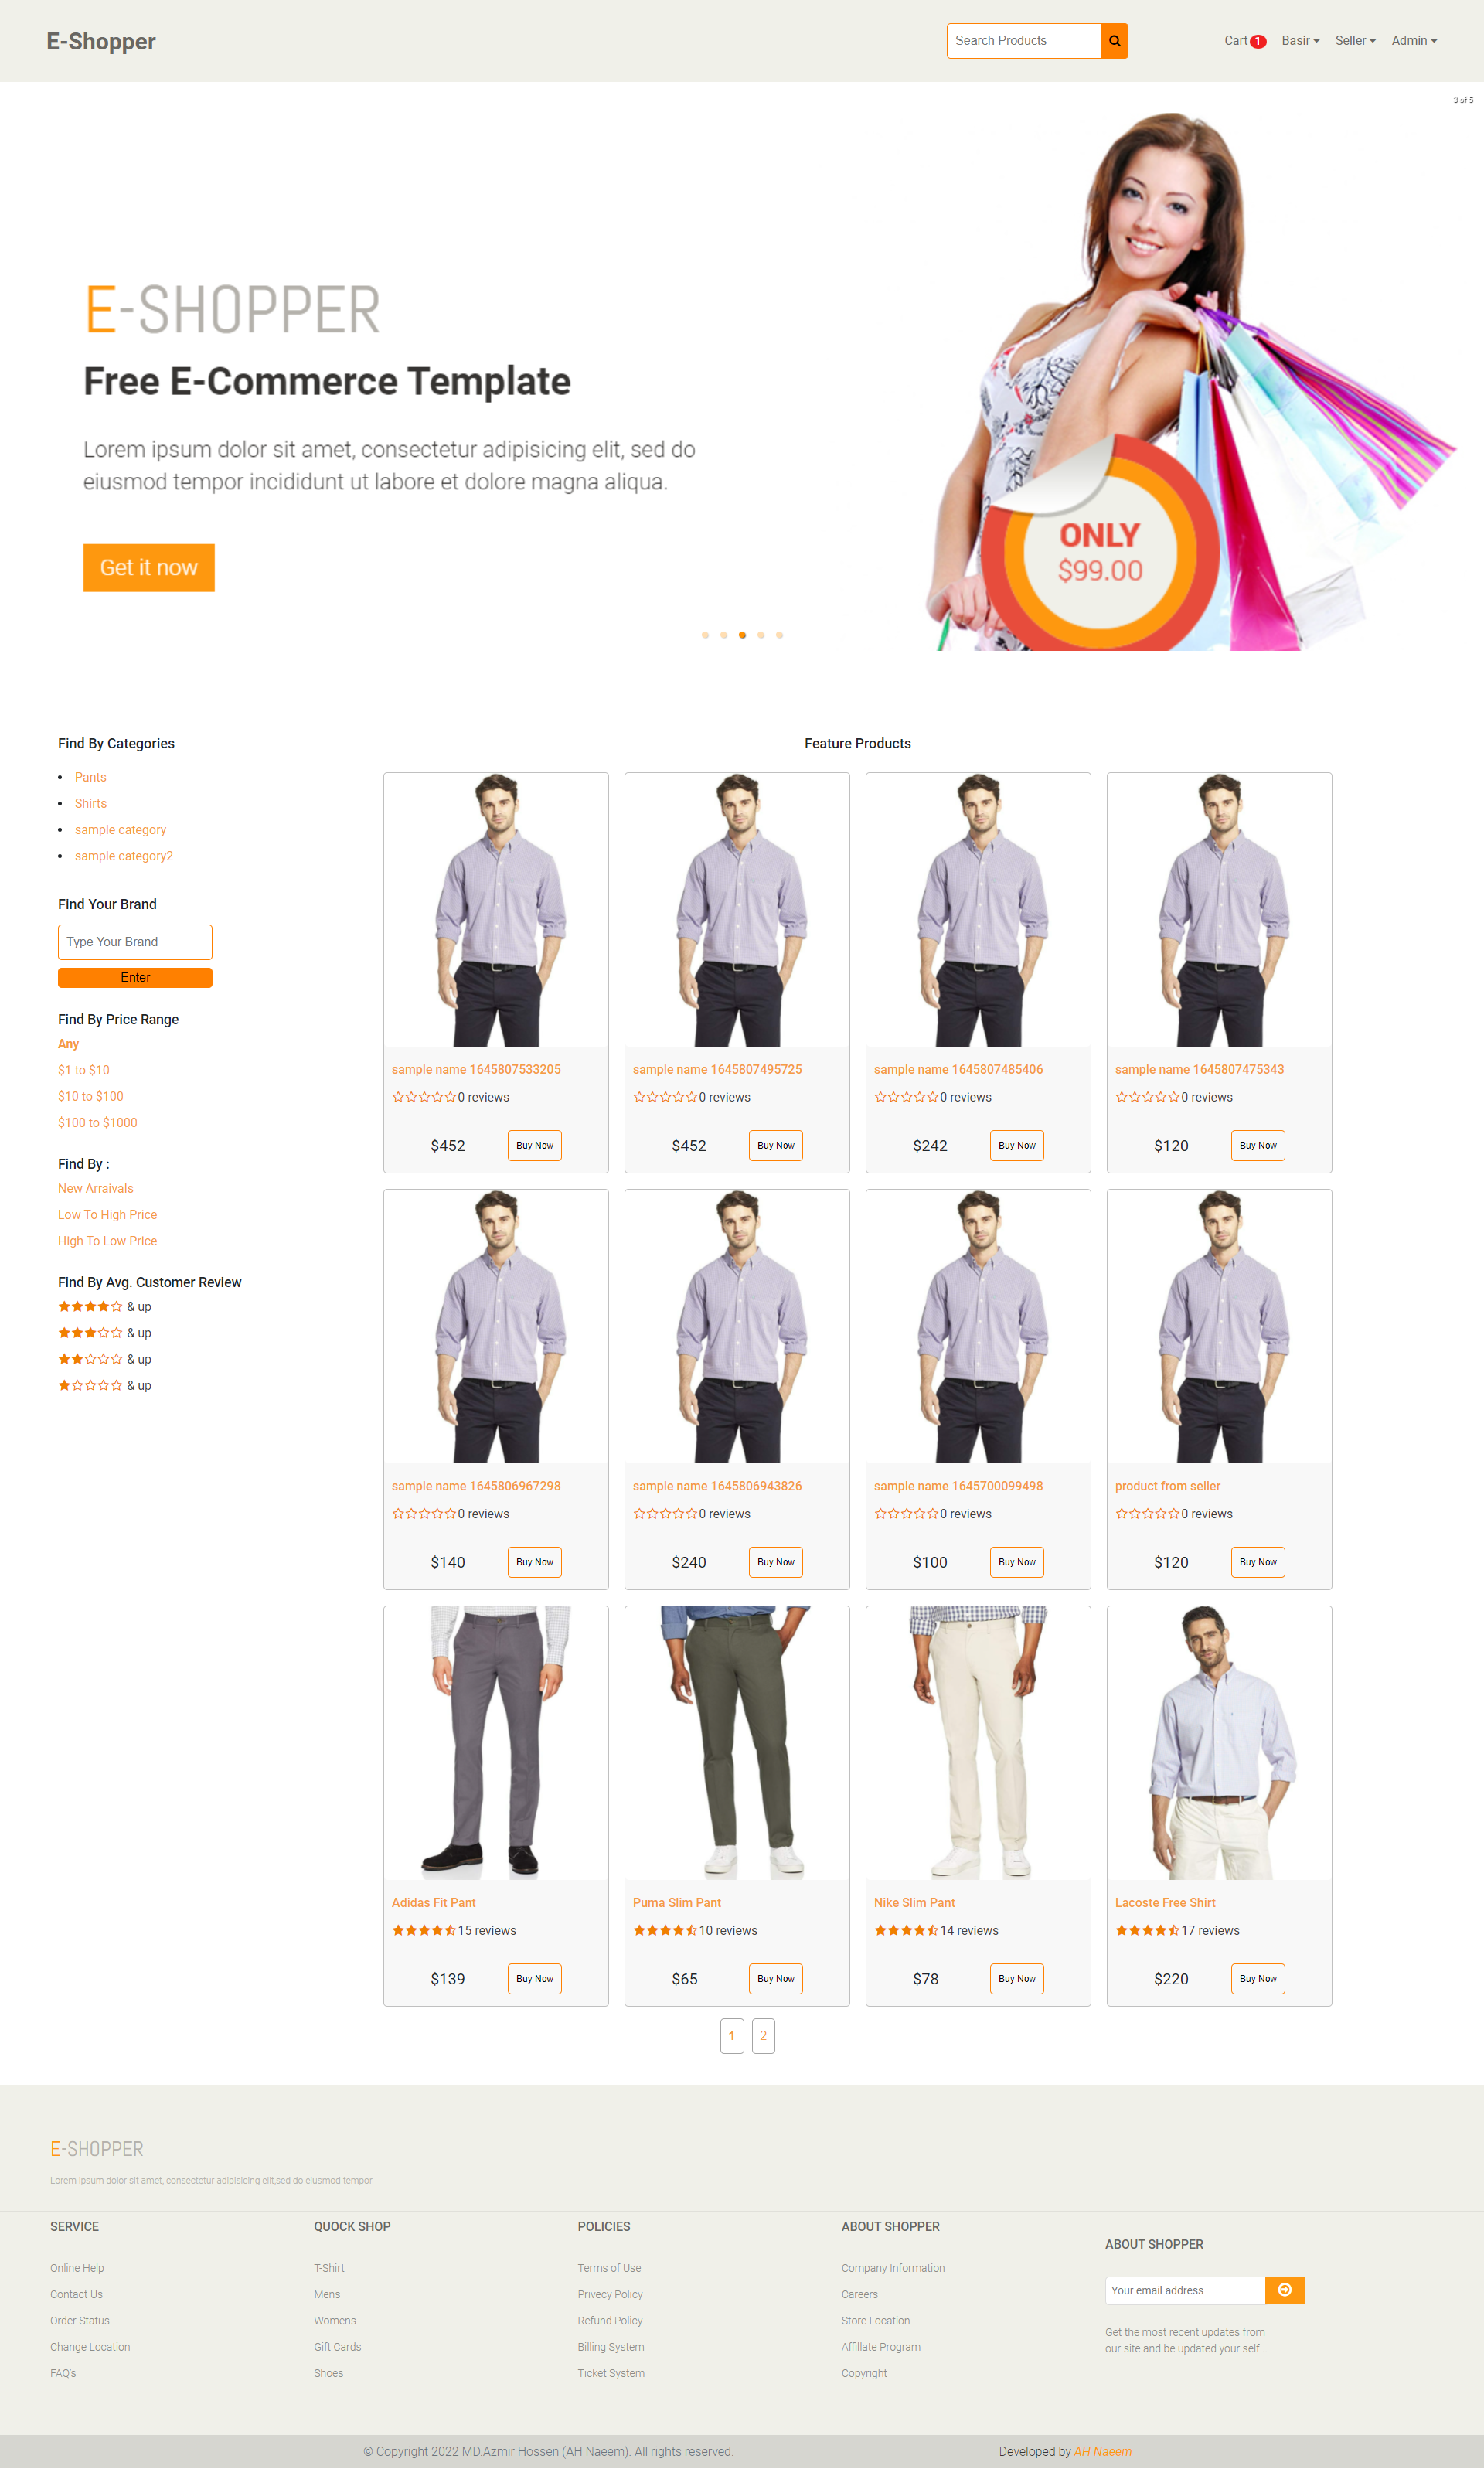 E-Shopper
Search Products
Cart 1 Basir Seller Admin
3 of 5
E-SHOPPER
Free E-Commerce Template
Lorem ipsum dolor sit amet, consectetur adipisicing elit, sed do
eiusmod tempor incididunt ut labore et dolore magna aliqua.
Get it now
ONLY
$99.00
Find By Categories
Pants
Shirts
sample category
sample category2
Find Your Brand
Type Your Brand
Enter
Find By Price Range
Any
$1 to $10
$10 to $100
$100 to $1000
Find By :
New Arraivals
Low To High Price
High To Low Price
Find By Avg. Customer Review
& up
& up
& up
& up
Feature Products
sample name 1645807533205
0 reviews
$452 Buy Now
sample name 1645807495725
0 reviews
$452 Buy Now
sample name 1645807485406
0 reviews
$242 Buy Now
sample name 1645807475343
0 reviews
$120 Buy Now
sample name 1645806967298
0 reviews
$140 Buy Now
sample name 1645806943826
0 reviews
$240 Buy Now
sample name 1645700099498
0 reviews
$100 Buy Now
product from seller
0 reviews
$120 Buy Now
Adidas Fit Pant
15 reviews
$139 Buy Now
Puma Slim Pant
10 reviews
$65 Buy Now
Nike Slim Pant
14 reviews
$78 Buy Now
Lacoste Free Shirt
17 reviews
$220 Buy Now
1 2
E-SHOPPER
Lorem ipsum dolor sit amet, consectetur adipisicing elit,sed do eiusmod tempor
SERVICE
Online Help
Contact Us
Order Status
Change Location
FAQ's
QUOCK SHOP
T-Shirt
Mens
Womens
Gift Cards
Shoes
POLICIES
Terms of Use
Privecy Policy
Refund Policy
Billing System
Ticket System
ABOUT SHOPPER
Company Information
Careers
Store Location
Affillate Program
Copyright
ABOUT SHOPPER
Your email address
Get the most recent updates from
our site and be updated your self...
© Copyright 2022 MD.Azmir Hossen (AH Naeem). All rights reserved.
Developed by AH Naeem